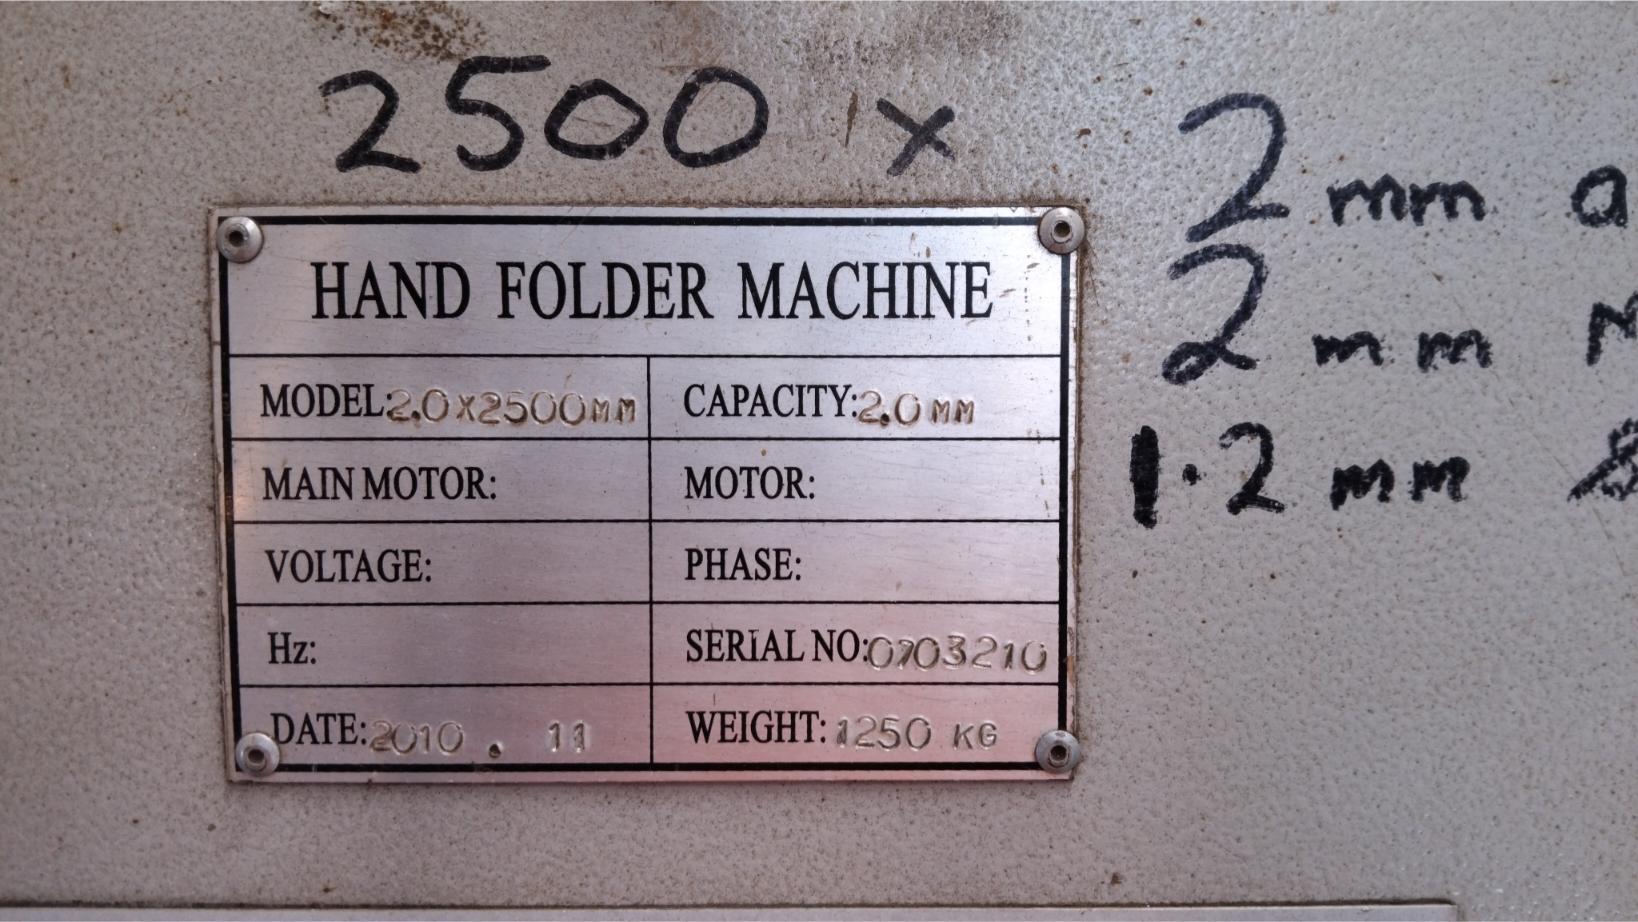 2500 x
2 mm a
2 mm M
1.2 mm
HAND FOLDER MACHINE
MODEL: 2.0x2500MM CAPACITY: 2.0 MM
MAIN MOTOR: MOTOR:
VOLTAGE: PHASE:
Hz: SERIAL NO: 0703210
DATE: 2010 . 11 WEIGHT: 1250 KG